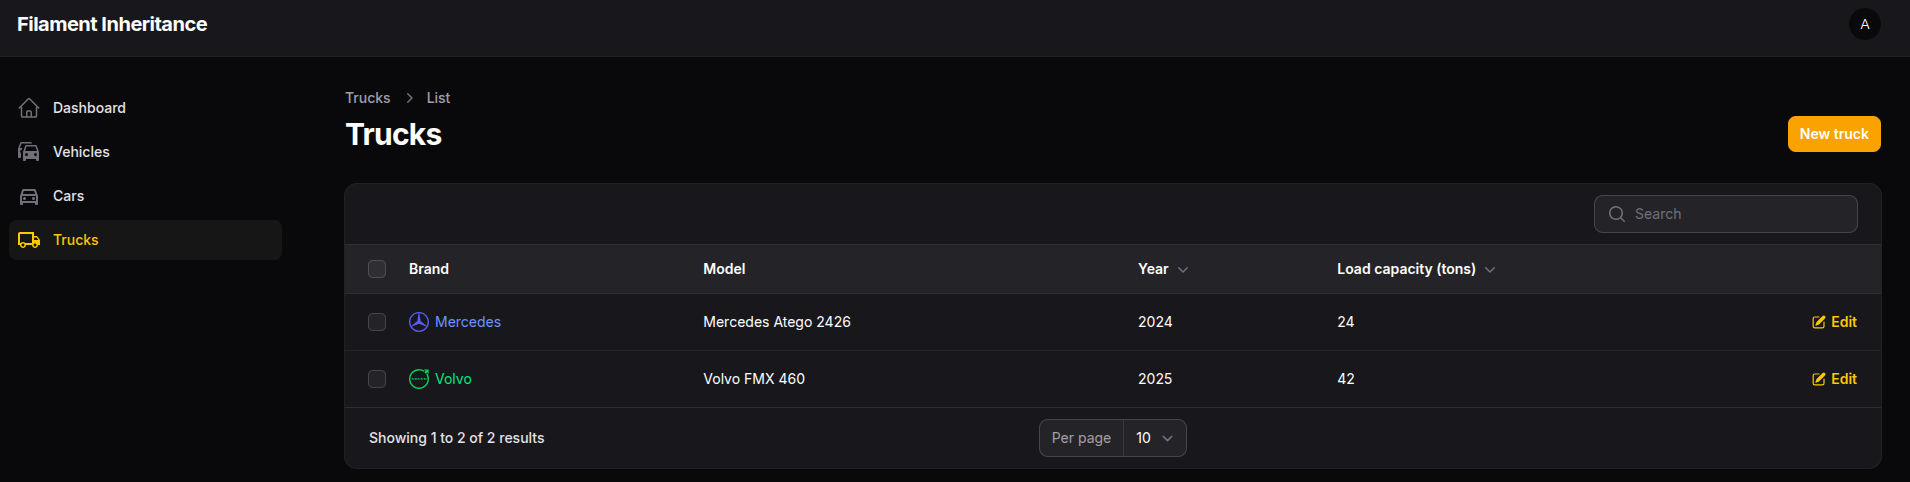 Filament Inheritance
A
Dashboard
Vehicles
Cars
Trucks
Trucks > List
Trucks
New truck
Search
Brand Model Year Load capacity (tons)
Mercedes Mercedes Atego 2426 2024 24 Edit
Volvo Volvo FMX 460 2025 42 Edit
Showing 1 to 2 of 2 results
Per page 10